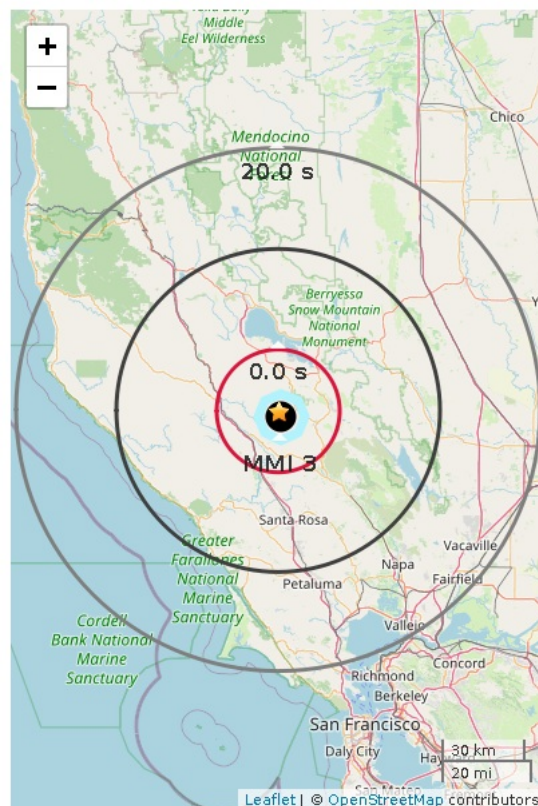 +
−
Middle
Eel Wilderness
Chico
Mendocino
National
20.0 s
Berryessa
Snow Mountain
National
Monument
0.0 s
MMI 3
Santa Rosa
Greater
Farallones
National
Marine
Sanctuary
Vacaville
Napa
Fairfield
Petaluma
Cordell
Bank National
Marine
Sanctuary
Vallejo
Concord
Richmond
Berkeley
San Francisco
Daly City
30 km
20 mi
Leaflet | © OpenStreetMap contributors